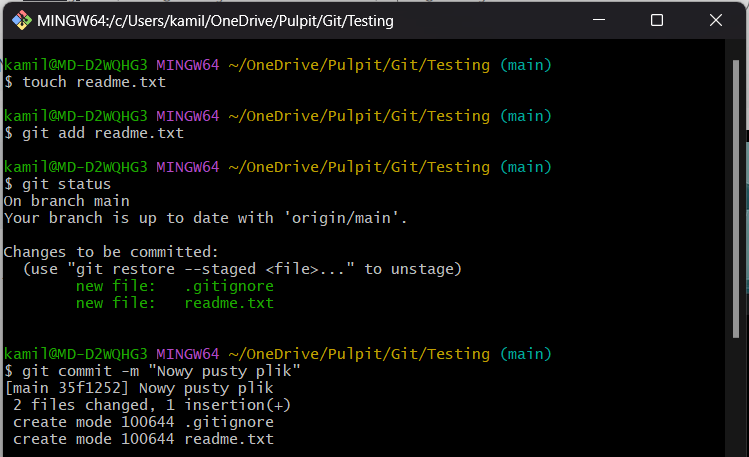 MINGW64:/c/Users/kamil/OneDrive/Pulpit/Git/Testing
kamil@MD-D2WQHG3 MINGW64 ~/OneDrive/Pulpit/Git/Testing (main)
$ touch readme.txt
kamil@MD-D2WQHG3 MINGW64 ~/OneDrive/Pulpit/Git/Testing (main)
$ git add readme.txt
kamil@MD-D2WQHG3 MINGW64 ~/OneDrive/Pulpit/Git/Testing (main)
$ git status
On branch main
Your branch is up to date with 'origin/main'.
Changes to be committed:
  (use "git restore --staged <file>..." to unstage)
        new file:   .gitignore
        new file:   readme.txt
kamil@MD-D2WQHG3 MINGW64 ~/OneDrive/Pulpit/Git/Testing (main)
$ git commit -m "Nowy pusty plik"
[main 35f1252] Nowy pusty plik
 2 files changed, 1 insertion(+)
 create mode 100644 .gitignore
 create mode 100644 readme.txt